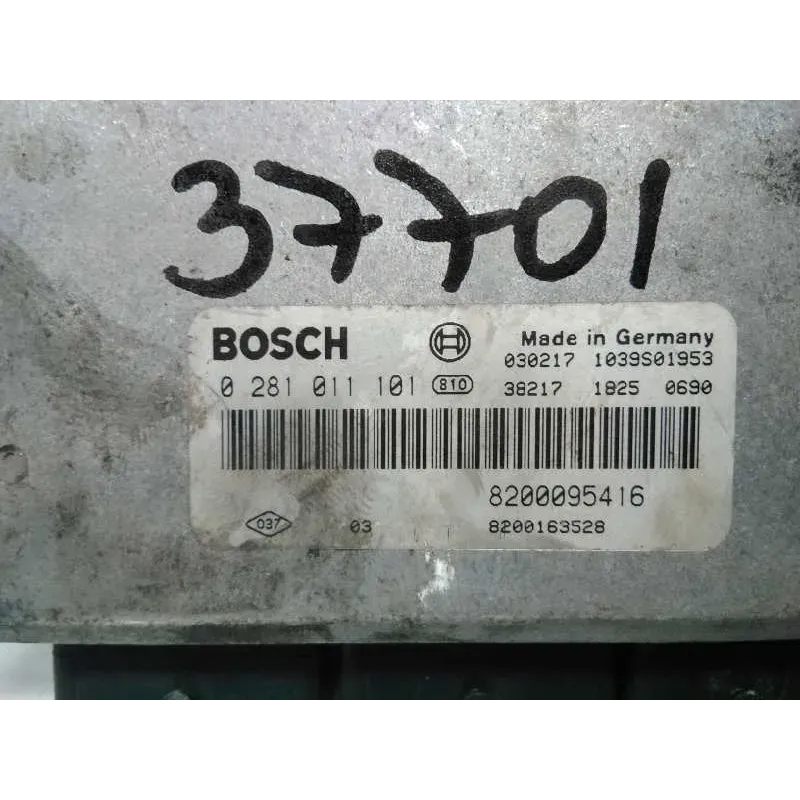 37701
BOSCH Made in Germany
030217 1039S01953
0 281 011 101 810 38217 1825 0690
8200095416
037 03 8200163528